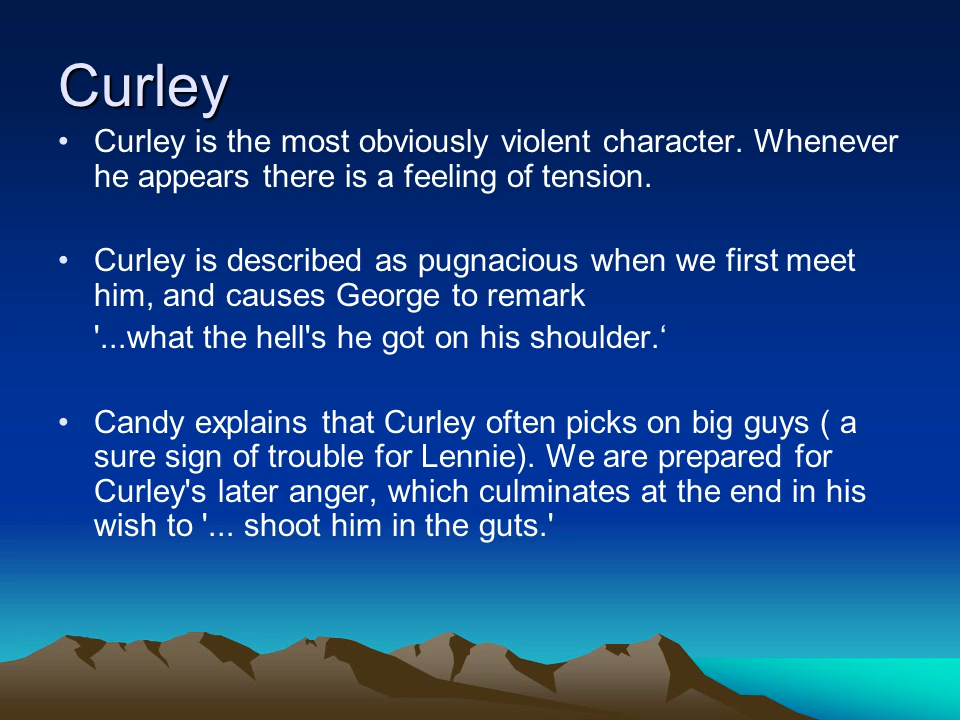 Curley
• Curley is the most obviously violent character. Whenever
he appears there is a feeling of tension.
• Curley is described as pugnacious when we first meet
him, and causes George to remark
'...what the hell's he got on his shoulder.‘
• Candy explains that Curley often picks on big guys ( a
sure sign of trouble for Lennie). We are prepared for
Curley's later anger, which culminates at the end in his
wish to '... shoot him in the guts.'